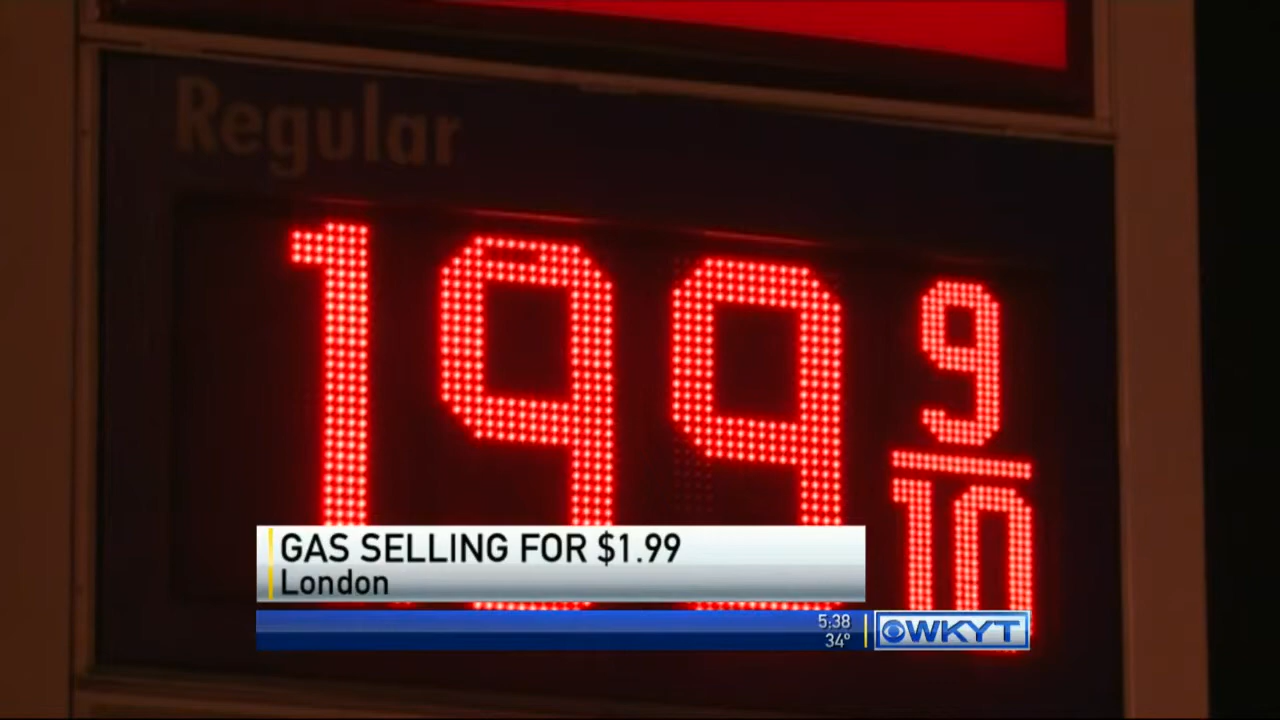 Regular
199 9/10
GAS SELLING FOR $1.99
London
5:38
34°
WKYT